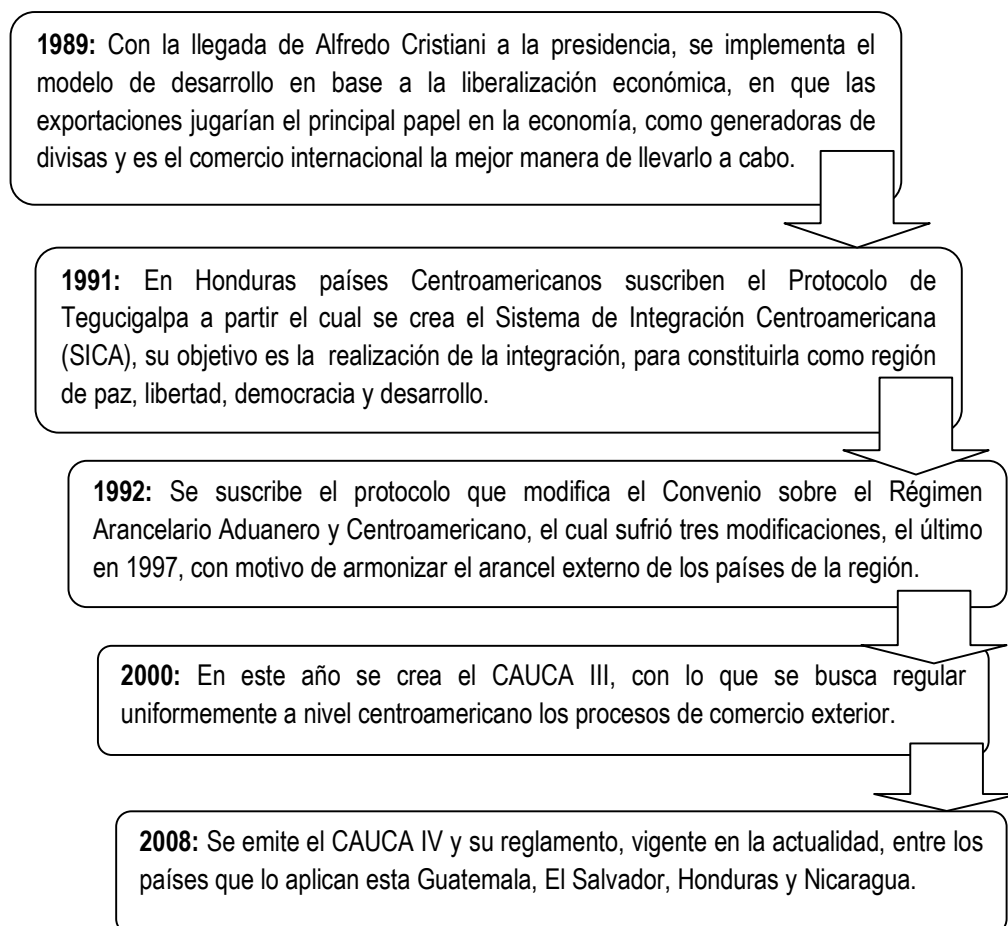 1989: Con la llegada de Alfredo Cristiani a la presidencia, se implementa el
modelo de desarrollo en base a la liberalización económica, en que las
exportaciones jugarían el principal papel en la economía, como generadoras de
divisas y es el comercio internacional la mejor manera de llevarlo a cabo.
1991: En Honduras países Centroamericanos suscriben el Protocolo de
Tegucigalpa a partir el cual se crea el Sistema de Integración Centroamericana
(SICA), su objetivo es la realización de la integración, para constituirla como región
de paz, libertad, democracia y desarrollo.
1992: Se suscribe el protocolo que modifica el Convenio sobre el Régimen
Arancelario Aduanero y Centroamericano, el cual sufrió tres modificaciones, el último
en 1997, con motivo de armonizar el arancel externo de los países de la región.
2000: En este año se crea el CAUCA III, con lo que se busca regular
uniformemente a nivel centroamericano los procesos de comercio exterior.
2008: Se emite el CAUCA IV y su reglamento, vigente en la actualidad, entre los
países que lo aplican esta Guatemala, El Salvador, Honduras y Nicaragua.